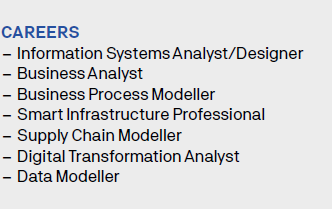 CAREERS
– Information Systems Analyst/Designer
– Business Analyst
– Business Process Modeller
– Smart Infrastructure Professional
– Supply Chain Modeller
– Digital Transformation Analyst
– Data Modeller